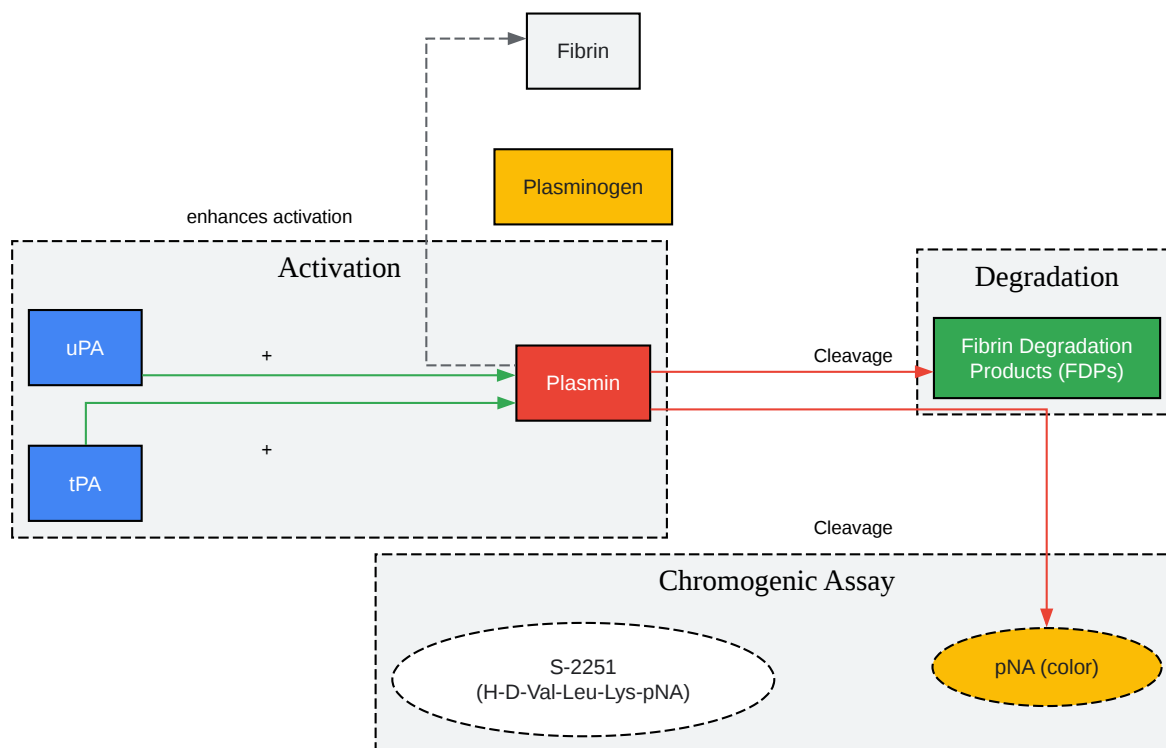 Fibrin
Plasminogen
enhances activation
Activation
Degradation
uPA
+
Plasmin
Cleavage
Fibrin Degradation
Products (FDPs)
+
tPA
Cleavage
Chromogenic Assay
S-2251
(H-D-Val-Leu-Lys-pNA)
pNA (color)